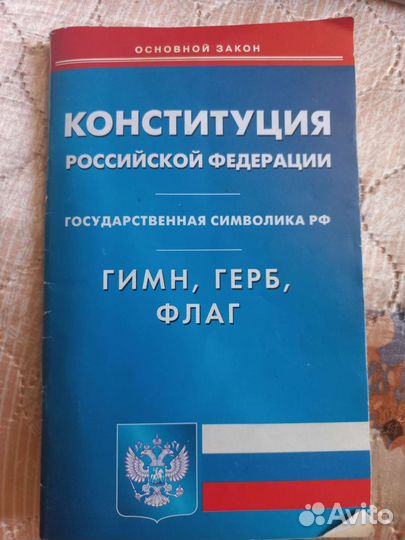 ОСНОВНОЙ ЗАКОН
КОНСТИТУЦИЯ
РОССИЙСКОЙ ФЕДЕРАЦИИ
ГОСУДАРСТВЕННАЯ СИМВОЛИКА РФ
ГИМН, ГЕРБ,
ФЛАГ
Avito